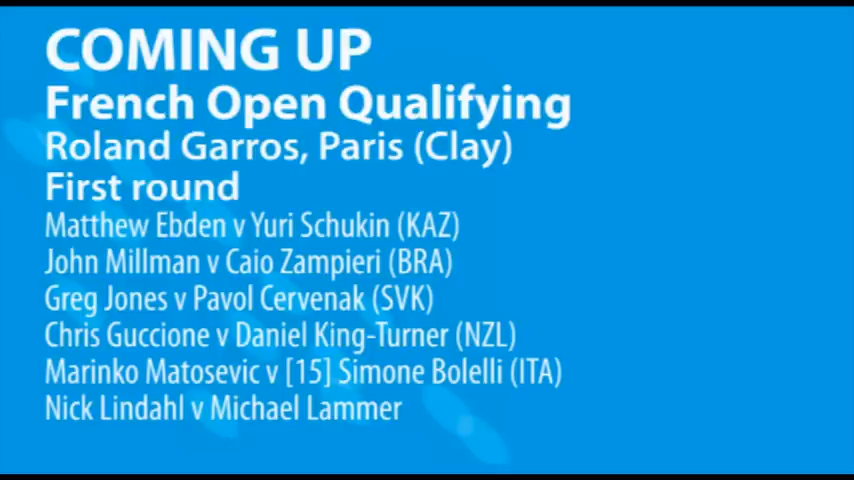 COMING UP
French Open Qualifying
Roland Garros, Paris (Clay)
First round
Matthew Ebden v Yuri Schukin (KAZ)
John Millman v Caio Zampieri (BRA)
Greg Jones v Pavol Cervenak (SVK)
Chris Guccione v Daniel King-Turner (NZL)
Marinko Matosevic v [15] Simone Bolelli (ITA)
Nick Lindahl v Michael Lammer